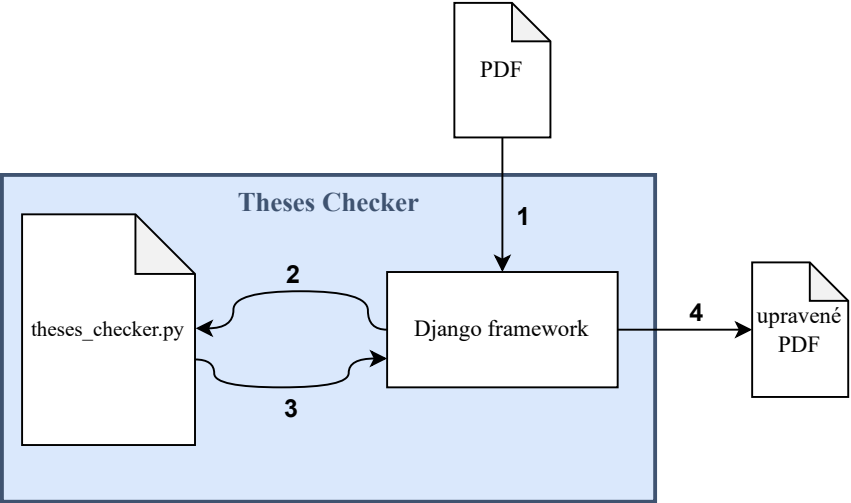 PDF
Theses Checker
1
2
theses_checker.py
Django framework
4
upravené
PDF
3